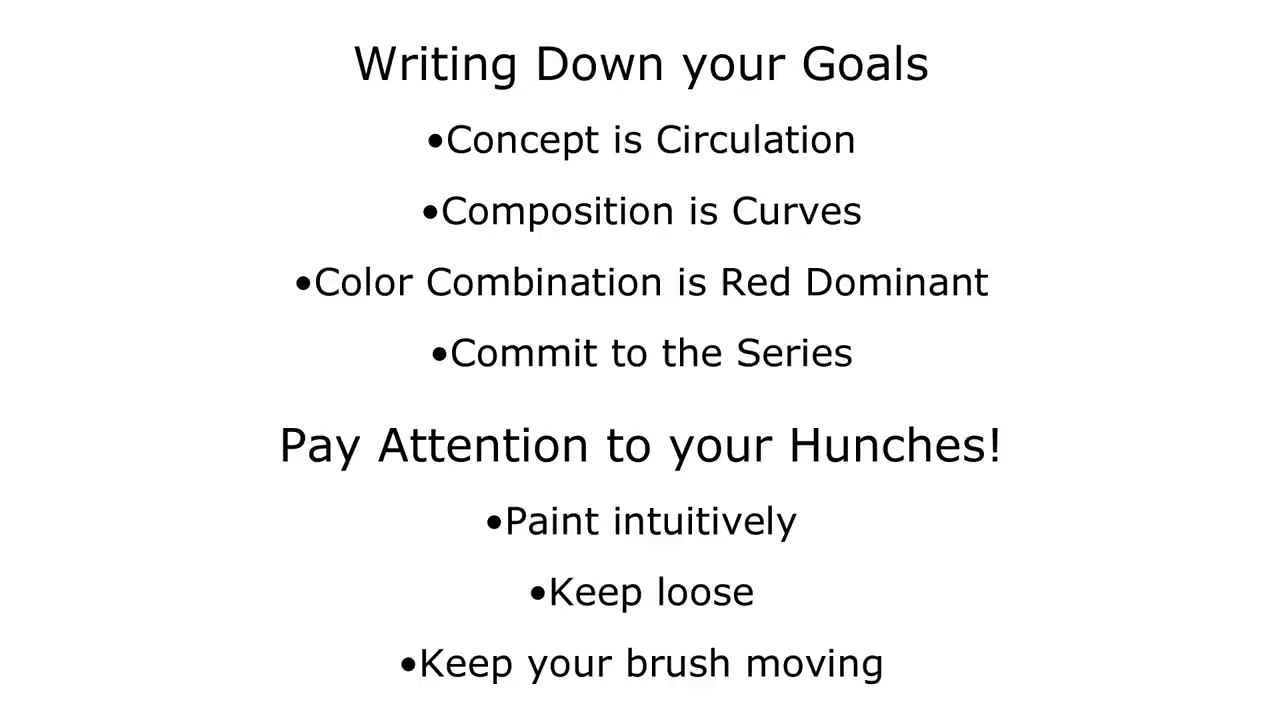 Writing Down your Goals
•Concept is Circulation
•Composition is Curves
•Color Combination is Red Dominant
•Commit to the Series
Pay Attention to your Hunches!
•Paint intuitively
•Keep loose
•Keep your brush moving